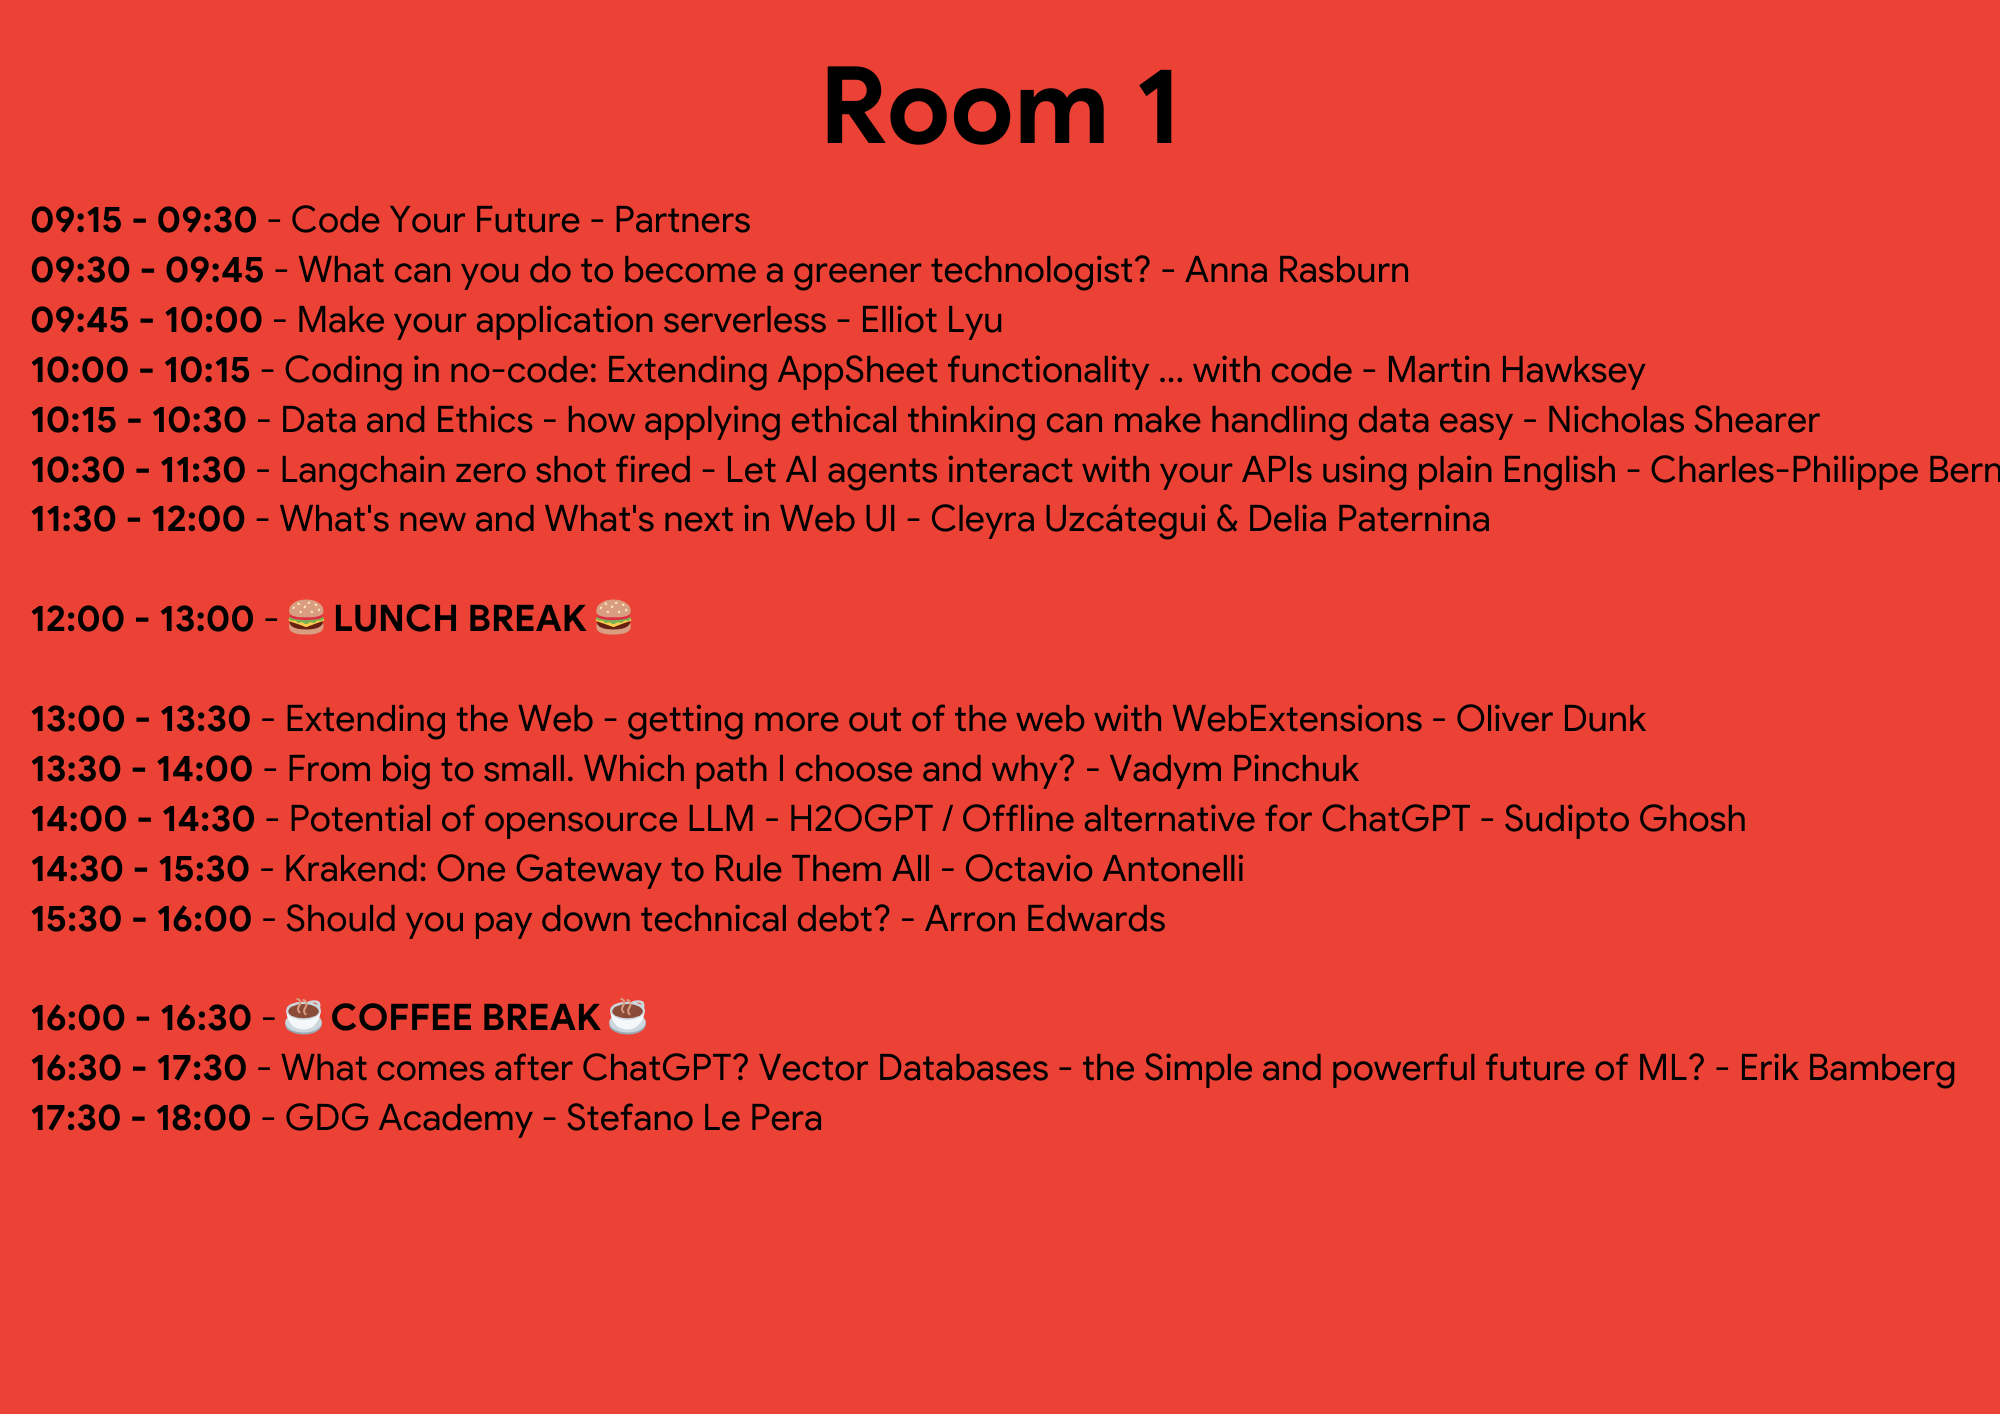 Room 1
09:15 - 09:30 - Code Your Future - Partners
09:30 - 09:45 - What can you do to become a greener technologist? - Anna Rasburn
09:45 - 10:00 - Make your application serverless - Elliot Lyu
10:00 - 10:15 - Coding in no-code: Extending AppSheet functionality ... with code - Martin Hawksey
10:15 - 10:30 - Data and Ethics - how applying ethical thinking can make handling data easy - Nicholas Shearer
10:30 - 11:30 - Langchain zero shot fired - Let AI agents interact with your APIs using plain English - Charles-Philippe Bern
11:30 - 12:00 - What's new and What's next in Web UI - Cleyra Uzcátegui & Delia Paternina
12:00 - 13:00 - 🍔 LUNCH BREAK 🍔
13:00 - 13:30 - Extending the Web - getting more out of the web with WebExtensions - Oliver Dunk
13:30 - 14:00 - From big to small. Which path I choose and why? - Vadym Pinchuk
14:00 - 14:30 - Potential of opensource LLM - H2OGPT / Offline alternative for ChatGPT - Sudipto Ghosh
14:30 - 15:30 - Krakend: One Gateway to Rule Them All - Octavio Antonelli
15:30 - 16:00 - Should you pay down technical debt? - Arron Edwards
16:00 - 16:30 - ☕ COFFEE BREAK ☕
16:30 - 17:30 - What comes after ChatGPT? Vector Databases - the Simple and powerful future of ML? - Erik Bamberg
17:30 - 18:00 - GDG Academy - Stefano Le Pera